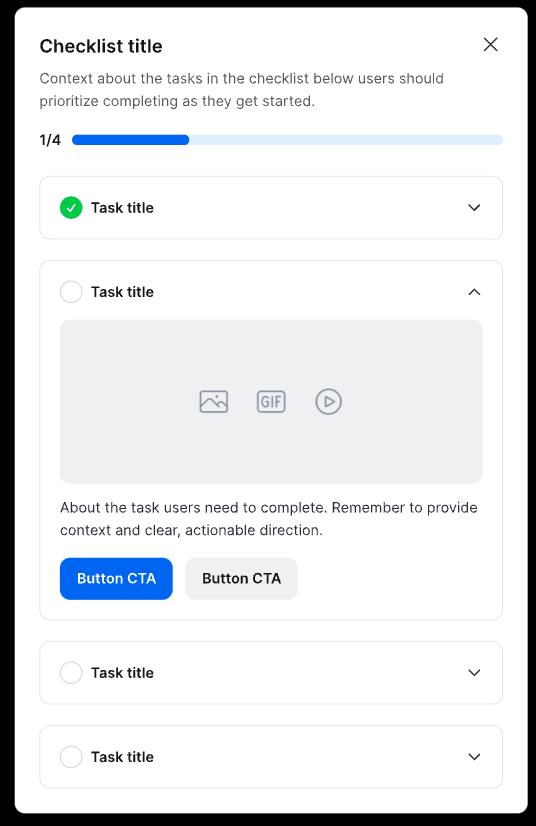 Checklist title
Context about the tasks in the checklist below users should
prioritize completing as they get started.
1/4
Task title
Task title
GIF
About the task users need to complete. Remember to provide
context and clear, actionable direction.
Button CTA Button CTA
Task title
Task title